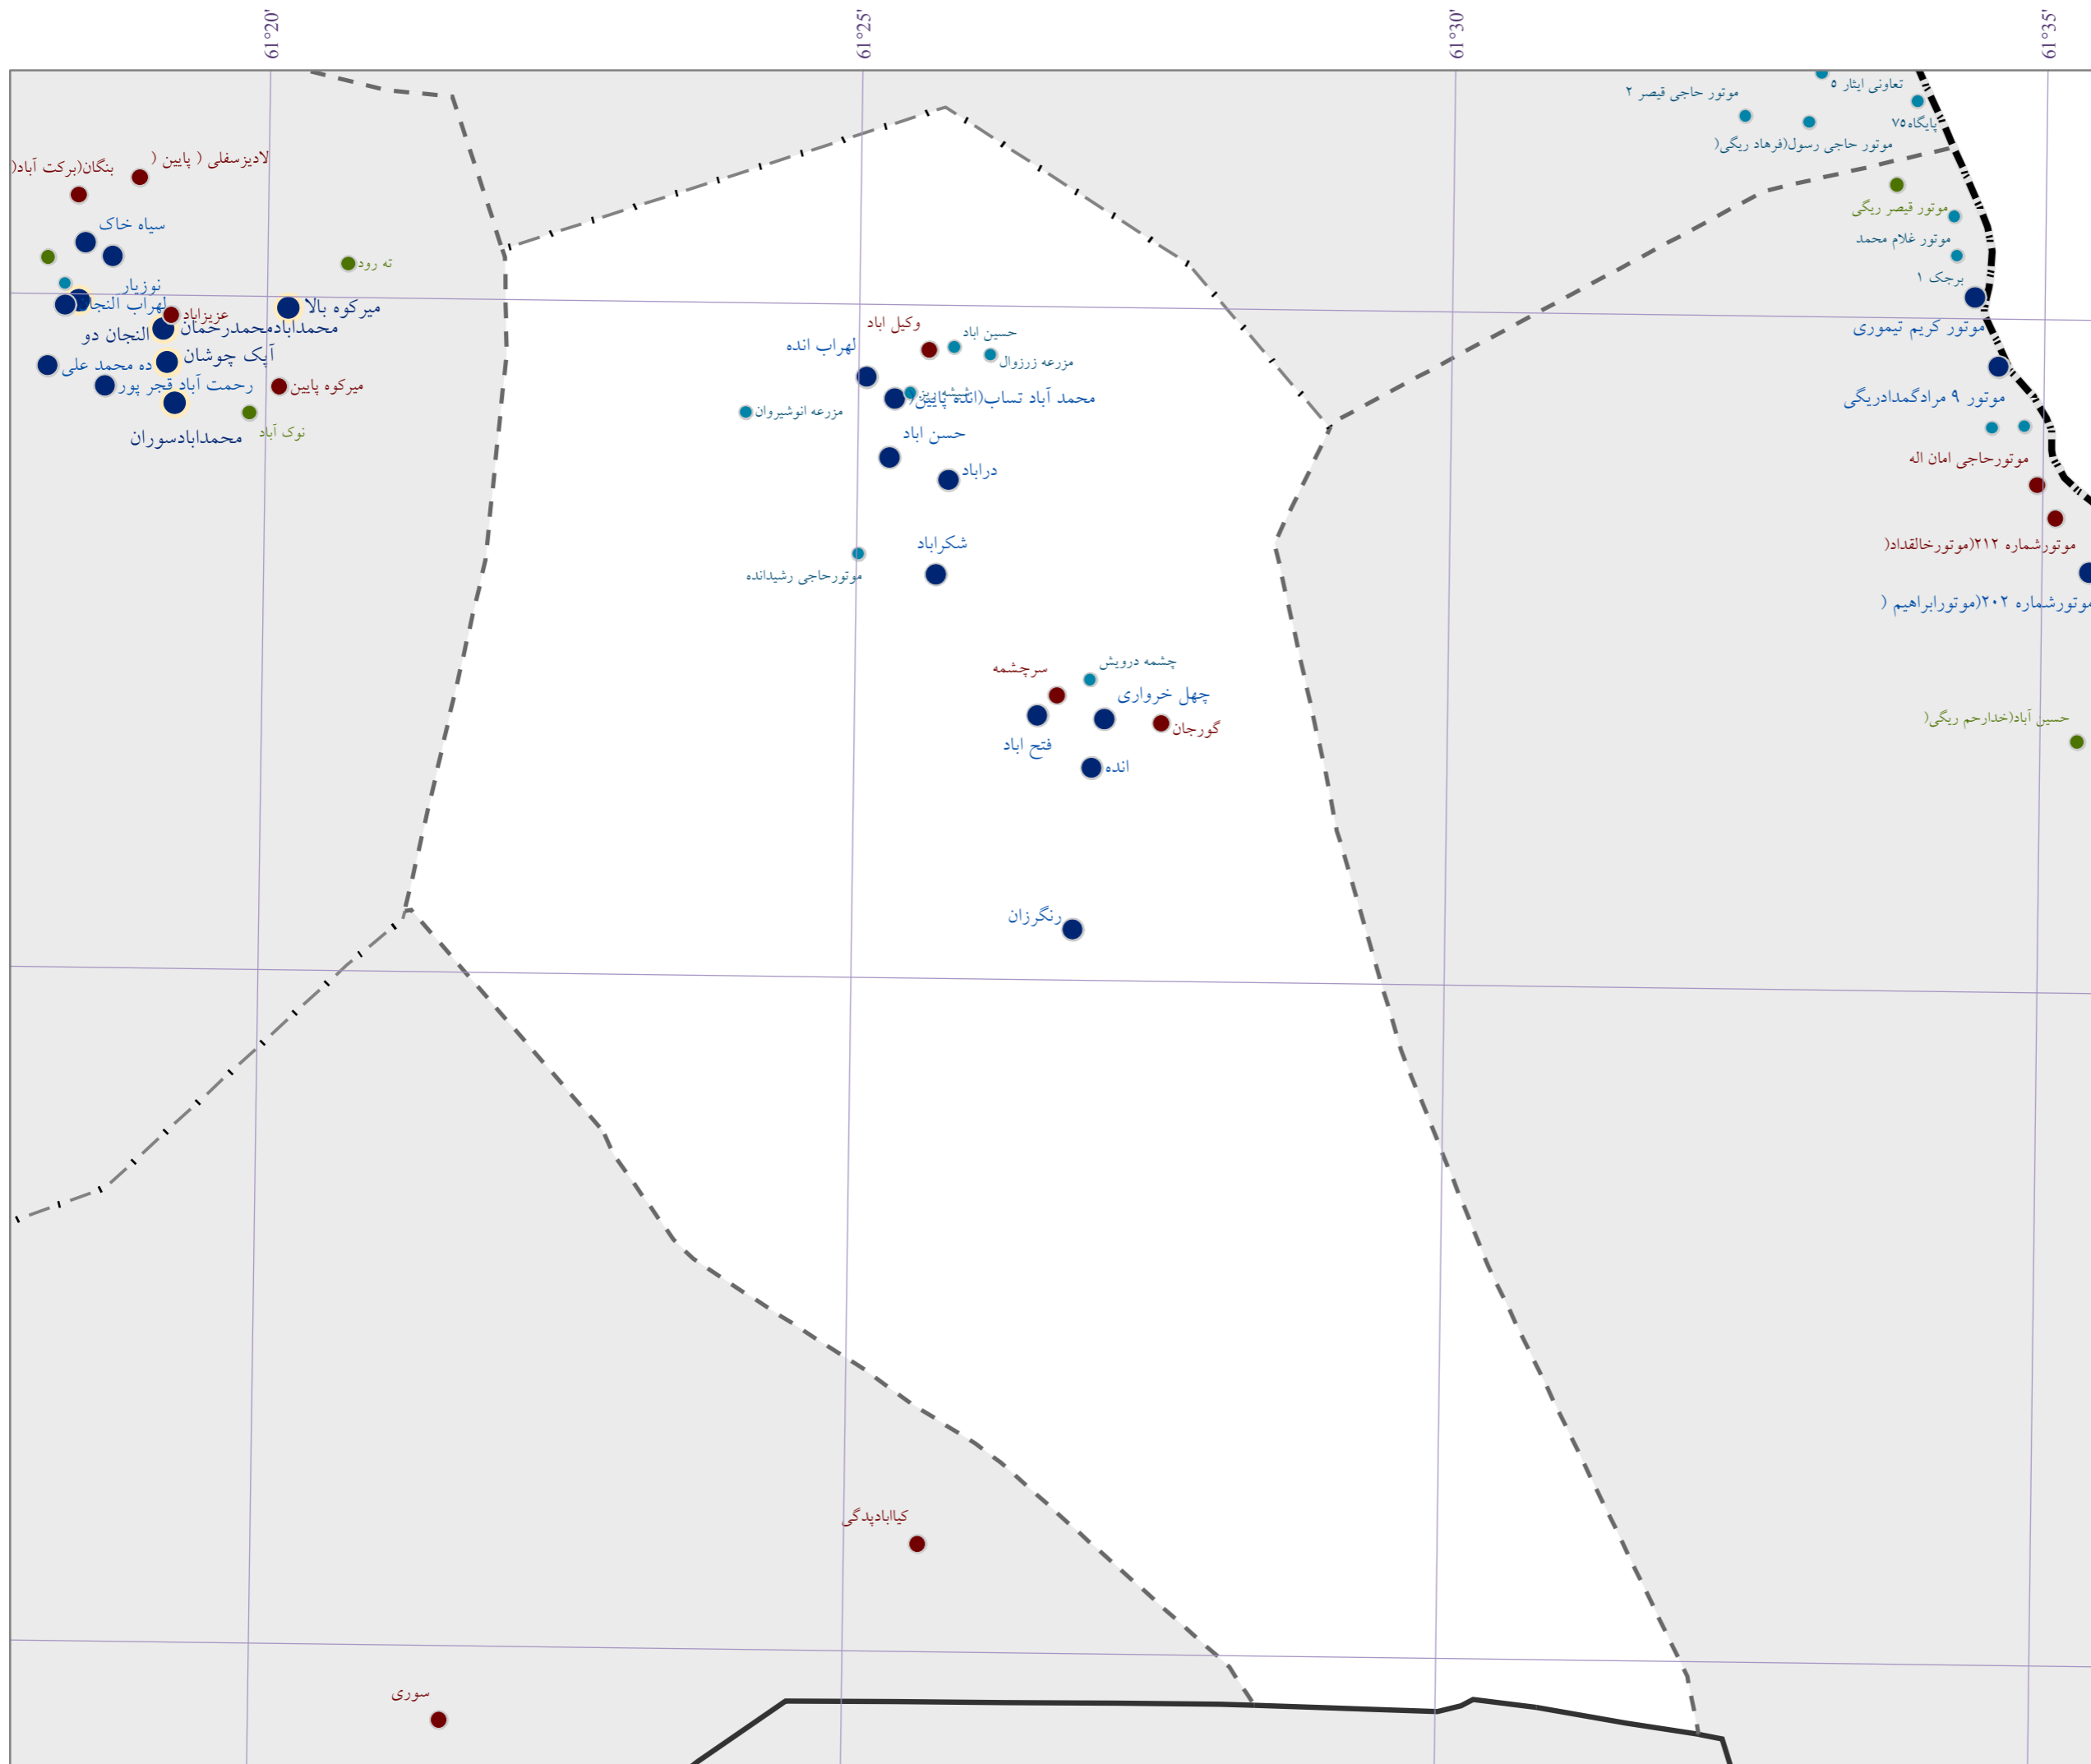 61°20'
61°25'
61°30'
61°35'
تعاونی ایثار ۵
موتور حاجی قیصر ۲
پایگاه۷۵
موتور حاجی رسول(فرهاد ریگی(
لادیزسفلی ( پایین (
بنگان(برکت آباد(
موتور قیصر ریگی
سیاه خاک
موتور غلام محمد
ته رود
برجک ۱
نوزیار
لهراب النجا
میرکوه بالا
عزیزاباد
محمدآبادمحمدرحمان
النجان دو
وکیل اباد
حسین اباد
موتور کریم تیموری
لهراب انده
مزرعه زرزوال
آپک چوشان
ده محمد علی
رحمت آباد قجر پور
میرکوه پایین
شیشه ریز
محمد آباد تساب(انده پایین(
موتور ۹ مرادگمدادریگی
مزرعه انوشیروان
نوک آباد
محمدابادسوران
حسن اباد
موتورحاجی امان اله
دراباد
شکراباد
موتورشماره ۲۱۲(موتورخالقداد(
موتورحاجی رشیدانده
موتورشماره ۲۰۲(موتورابراهیم (
چشمه درویش
سرچشمه
چهل خرواری
حسین آباد(خدارحم ریگی(
گورجان
فتح اباد
انده
رنگرزان
کیاابادپدگی
سوری